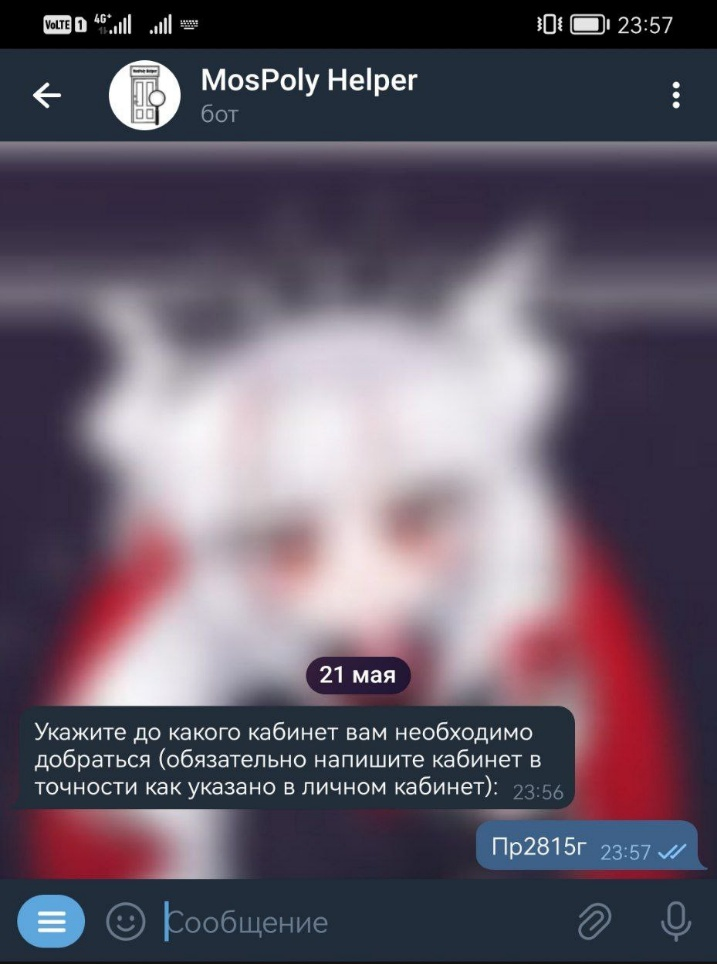 VoLTE 1 4G+ 23:57
MosPoly Helper
бот
21 мая
Укажите до какого кабинет вам необходимо
добраться (обязательно напишите кабинет в
точности как указано в личном кабинет): 23:56
Пр2815г 23:57
Сообщение